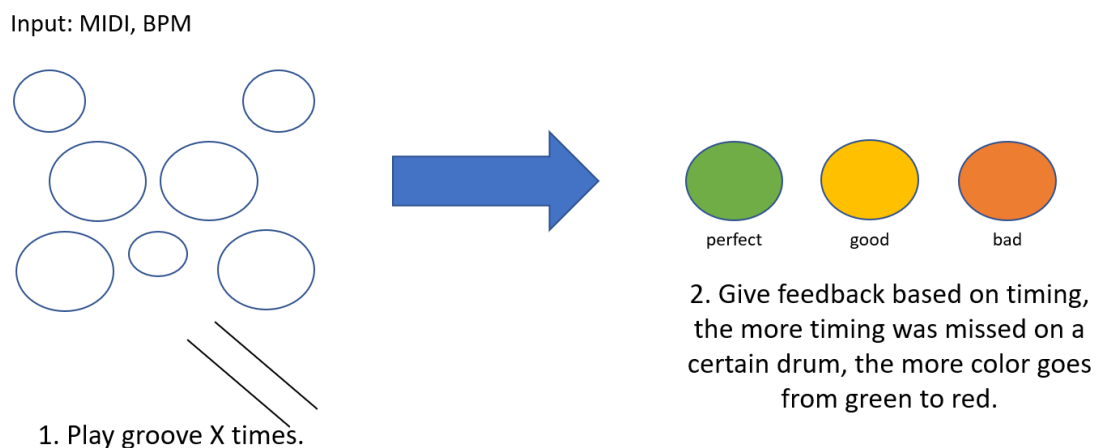 Input: MIDI, BPM
perfect
good
bad
2. Give feedback based on timing,
the more timing was missed on a
certain drum, the more color goes
from green to red.
1. Play groove X times.